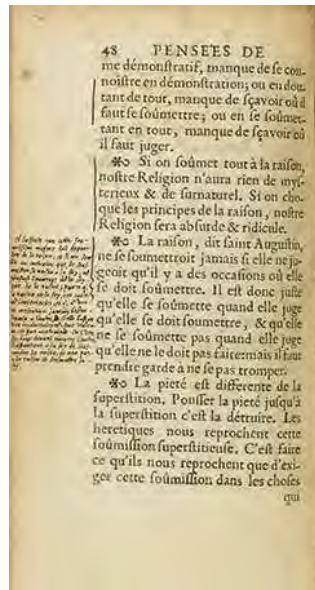 48 PENSÉES DE
me démonſtratif, manque de ſe con-
noiſtre en démonſtration; ou en dou-
tant de tout, manque de ſçavoir où il
faut ſe ſoûmettre; ou en ſe ſoûmet-
tant en tout, manque de ſçavoir où
il faut juger.
Si on ſoûmet tout à la raiſon,
noſtre Religion n'aura rien de myſ-
terieux & de ſurnaturel. Si on cho-
que les principes de la raiſon, noſtre
Religion ſera abſurde & ridicule.
La raiſon, dit ſaint Auguſtin,
ne ſe ſoumettroit jamais ſi elle ne ju-
geoit qu'il y a des occaſions où elle
ſe doit ſoûmettre. Il eſt donc juſte
qu'elle ſe ſoûmette quand elle juge
qu'elle ſe doit ſoumettre, & qu'elle
ne ſe ſoûmette pas quand elle juge
qu'elle ne le doit pas faire: mais il faut
prendre garde à ne ſe pas tromper.
La pieté eſt differente de la
ſuperſtition. Pouſſer la pieté juſqu'à
la ſuperſtition c'eſt la détruire. Les
heretiques nous reprochent cette
ſoûmiſſion ſuperſtitieuſe. C'eſt faire
ce qu'ils nous reprochent que d'exi-
ger cette ſoûmiſſion dans les choſes
qui